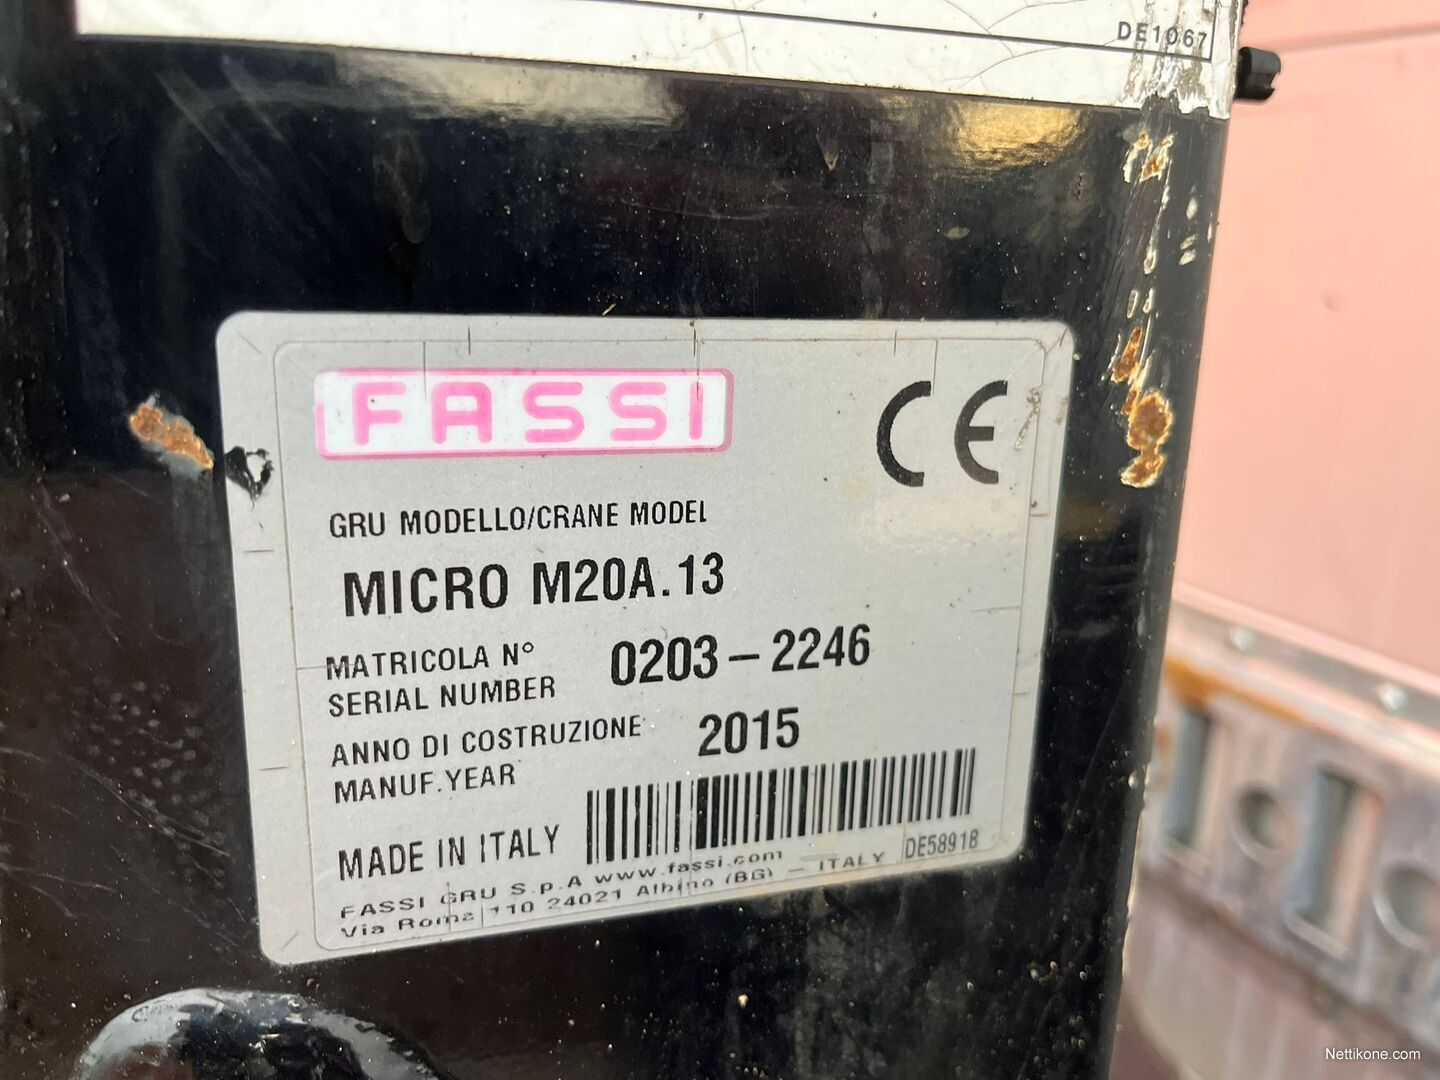 DE1067
FASSI CE
GRU MODELLO/CRANE MODEL
MICRO M20A.13
MATRICOLA N° 0203-2246
SERIAL NUMBER
ANNO DI COSTRUZIONE 2015
MANUF.YEAR
MADE IN ITALY
FASSI GRU S.p.A www.fassi.com
Via Roma 110 24021 Albino (BG) - ITALY DE5891B
Nettikone.com